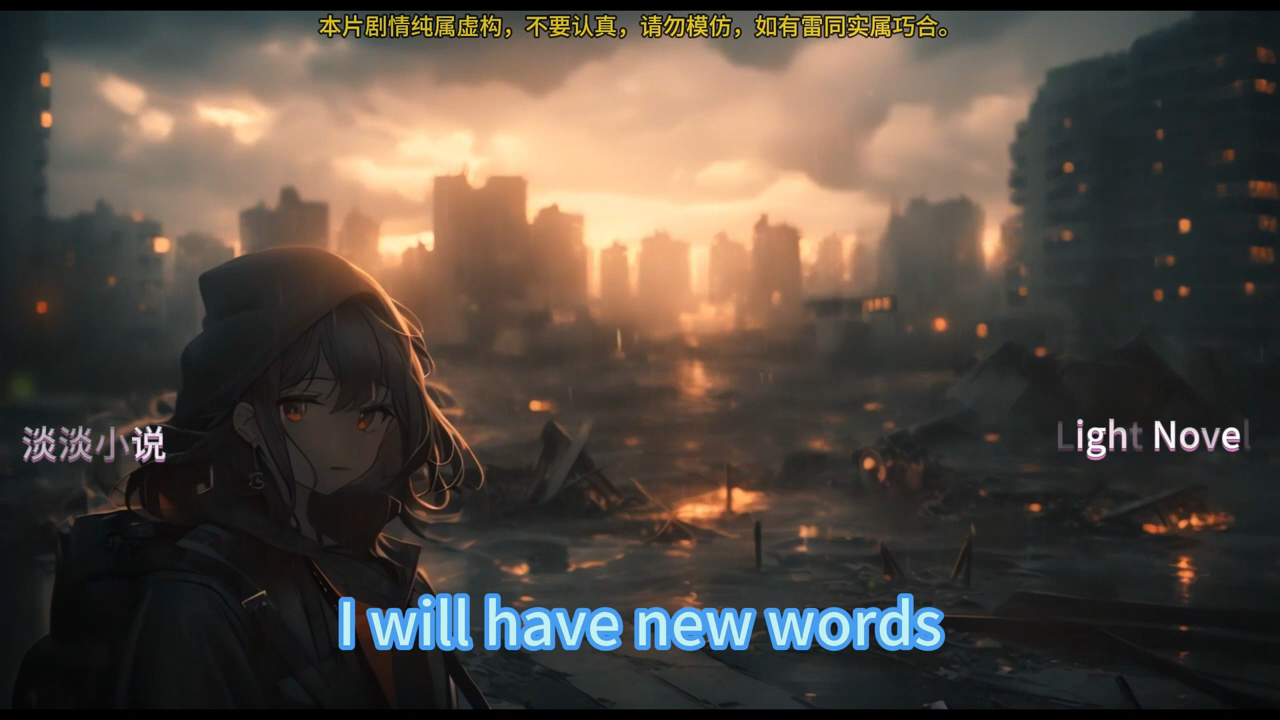 本片剧情纯属虚构，不要认真，请勿模仿，如有雷同实属巧合。
淡淡小说
Light Novel
I will have new words